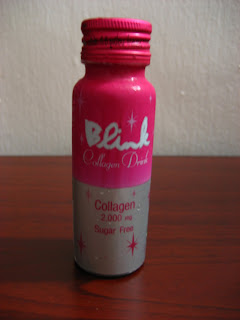 Blink
Collagen Drink
Collagen
2,000 mg
Sugar Free